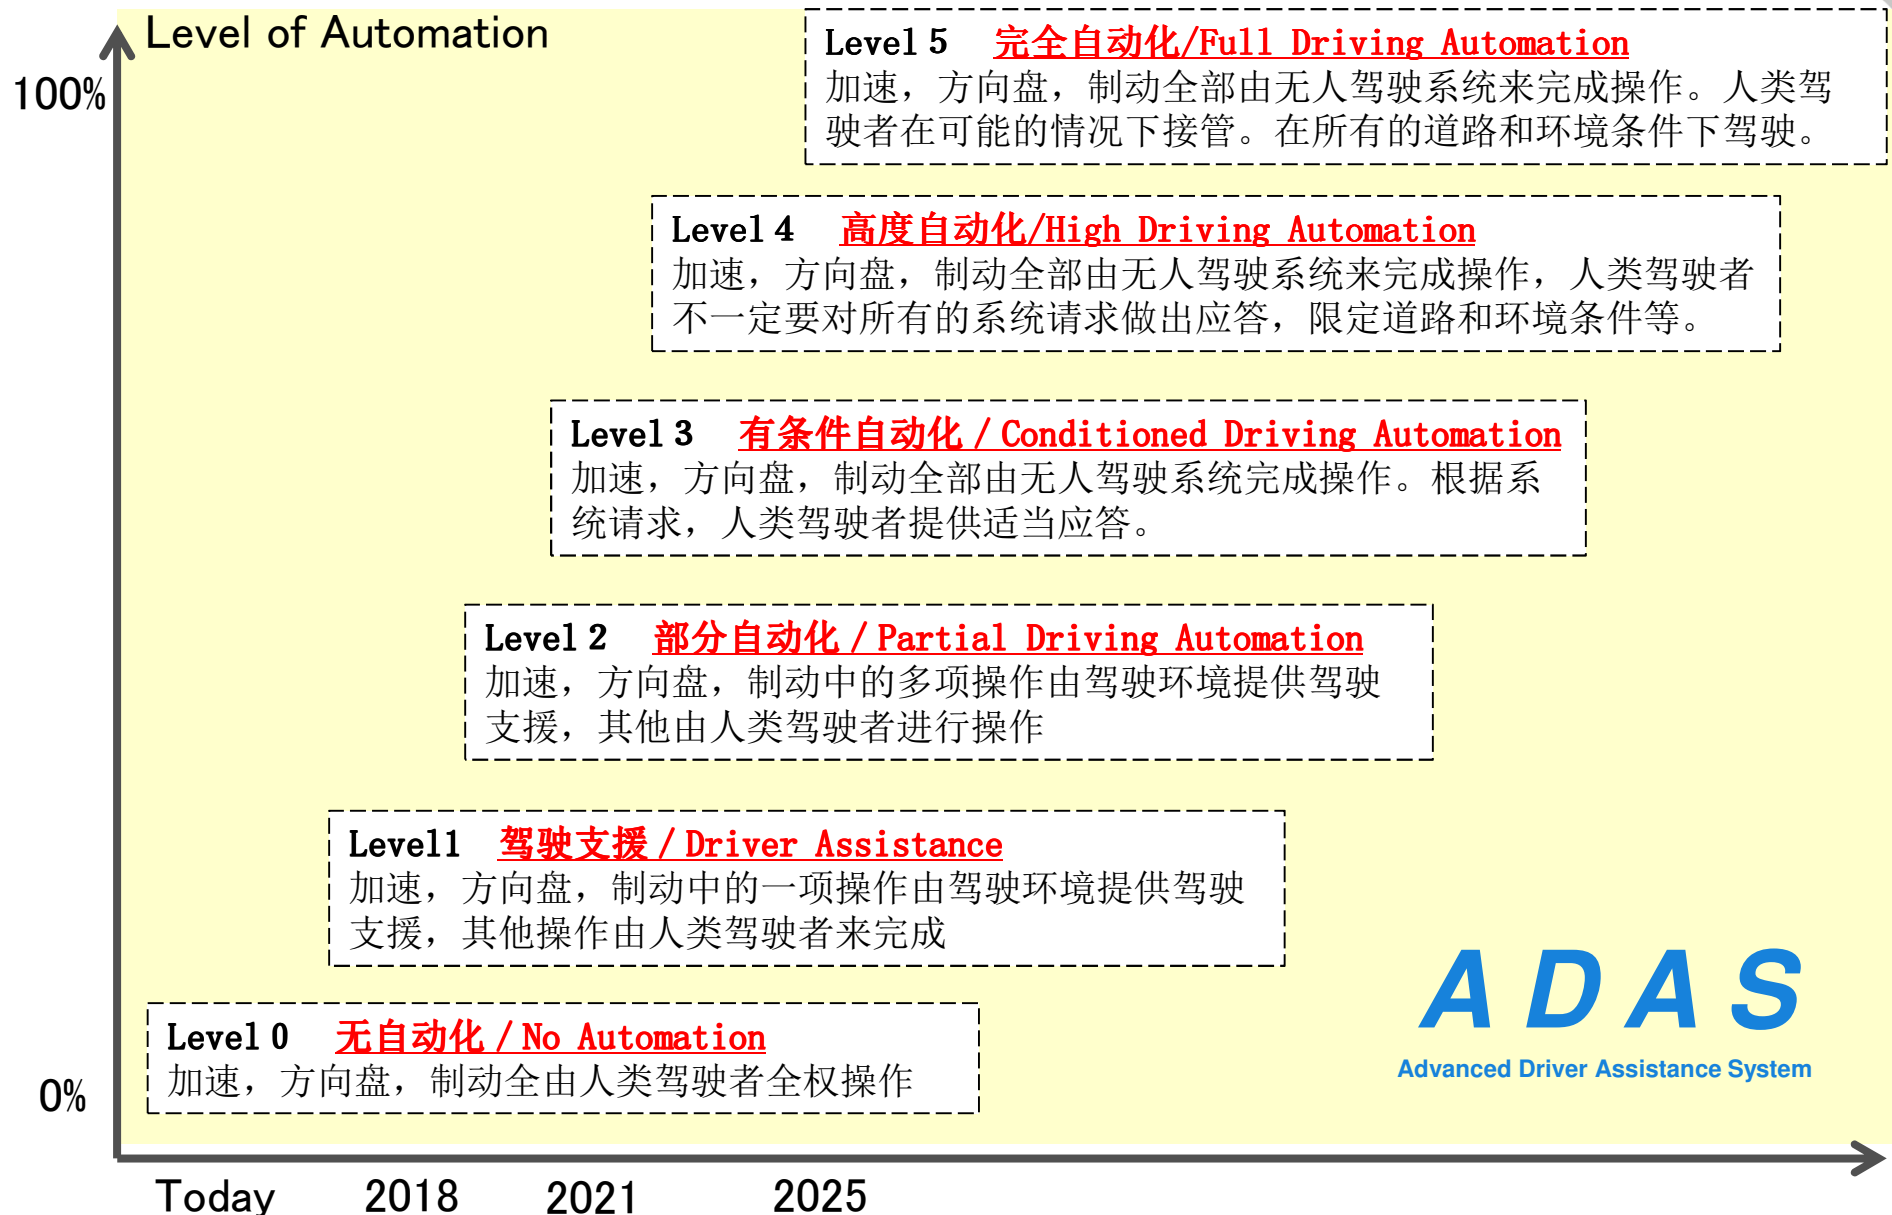 Level of Automation
100%
Level 5 完全自动化/Full Driving Automation
加速，方向盘，制动全部由无人驾驶系统来完成操作。人类驾
驶者在可能的情况下接管。在所有的道路和环境条件下驾驶。
Level 4 高度自动化/High Driving Automation
加速，方向盘，制动全部由无人驾驶系统来完成操作，人类驾驶者
不一定要对所有的系统请求做出应答，限定道路和环境条件等。
Level 3 有条件自动化 / Conditioned Driving Automation
加速，方向盘，制动全部由无人驾驶系统完成操作。根据系
统请求，人类驾驶者提供适当应答。
Level 2 部分自动化 / Partial Driving Automation
加速，方向盘，制动中的多项操作由驾驶环境提供驾驶
支援，其他由人类驾驶者进行操作
Level1 驾驶支援 / Driver Assistance
加速，方向盘，制动中的一项操作由驾驶环境提供驾驶
支援，其他操作由人类驾驶者来完成
ADAS
Advanced Driver Assistance System
Level 0 无自动化 / No Automation
加速，方向盘，制动全由人类驾驶者全权操作
0%
Today 2018 2021 2025